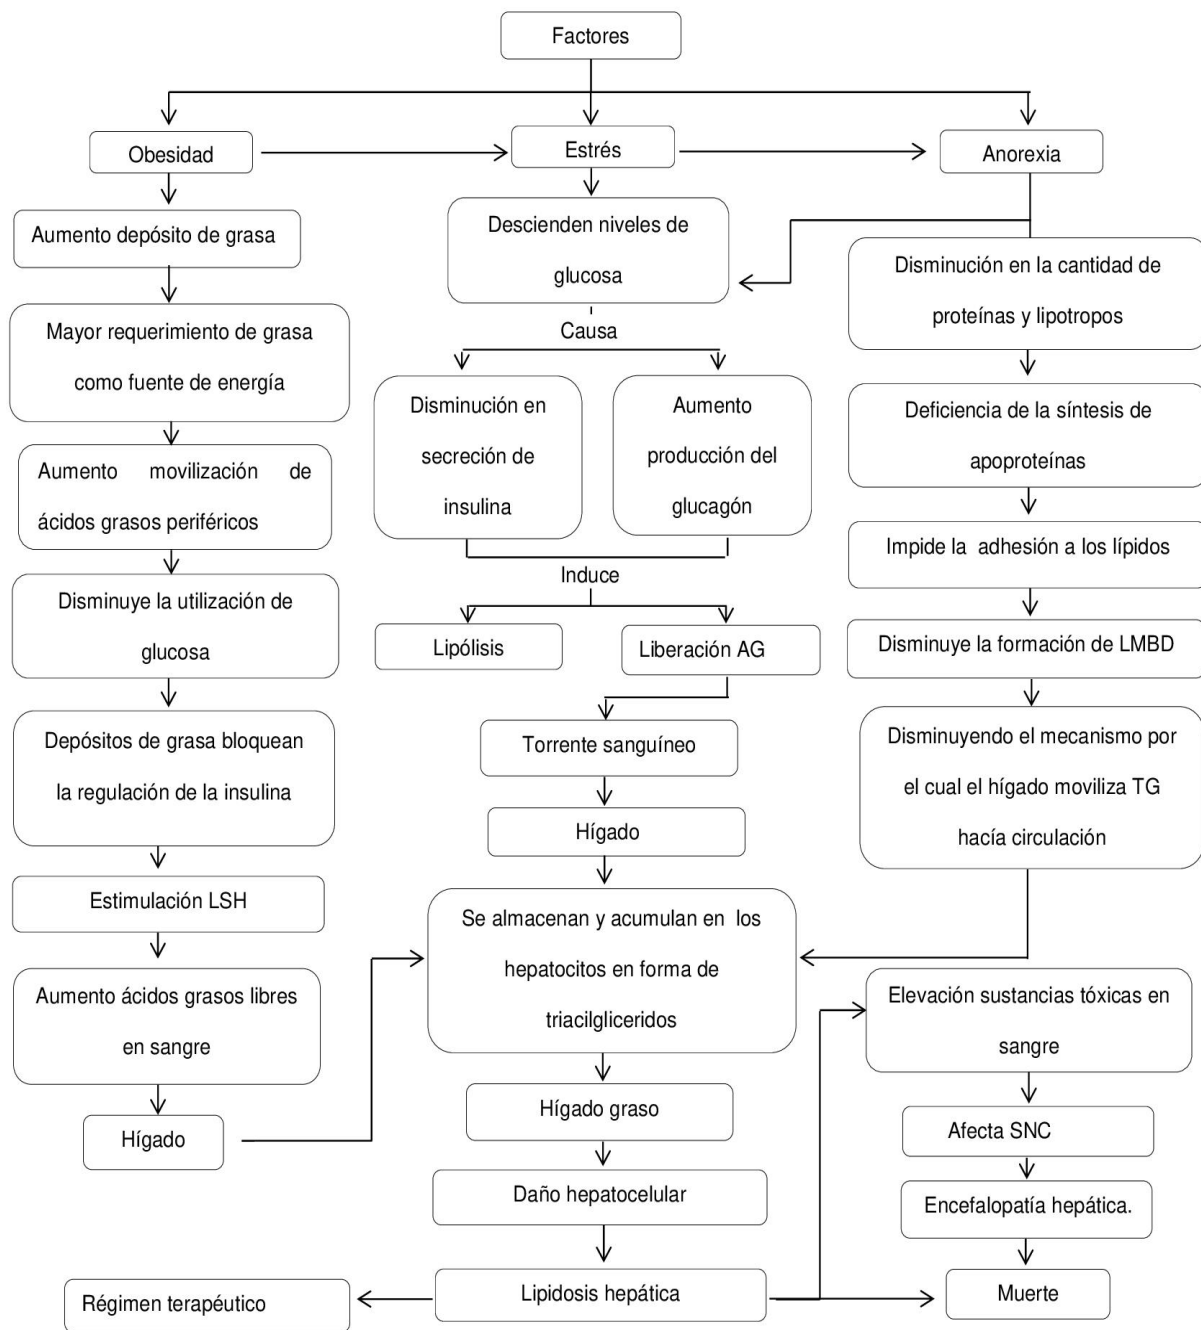 Factores
Obesidad
Estrés
Anorexia
Aumento depósito de grasa
Mayor requerimiento de grasa
como fuente de energía
Aumento movilización de
ácidos grasos periféricos
Disminuye la utilización de
glucosa
Depósitos de grasa bloquean
la regulación de la insulina
Estimulación LSH
Aumento ácidos grasos libres
en sangre
Hígado
Descienden niveles de
glucosa
Causa
Disminución en
secreción de
insulina
Aumento
producción del
glucagón
Induce
Lipólisis
Liberación AG
Torrente sanguíneo
Hígado
Se almacenan y acumulan en los
hepatocitos en forma de
triacilgliceridos
Hígado graso
Daño hepatocelular
Lipidosis hepática
Régimen terapéutico
Disminución en la cantidad de
proteínas y lipotropos
Deficiencia de la síntesis de
apoproteínas
Impide la adhesión a los lípidos
Disminuye la formación de LMBD
Disminuyendo el mecanismo por
el cual el hígado moviliza TG
hacía circulación
Elevación sustancias tóxicas en
sangre
Afecta SNC
Encefalopatía hepática.
Muerte